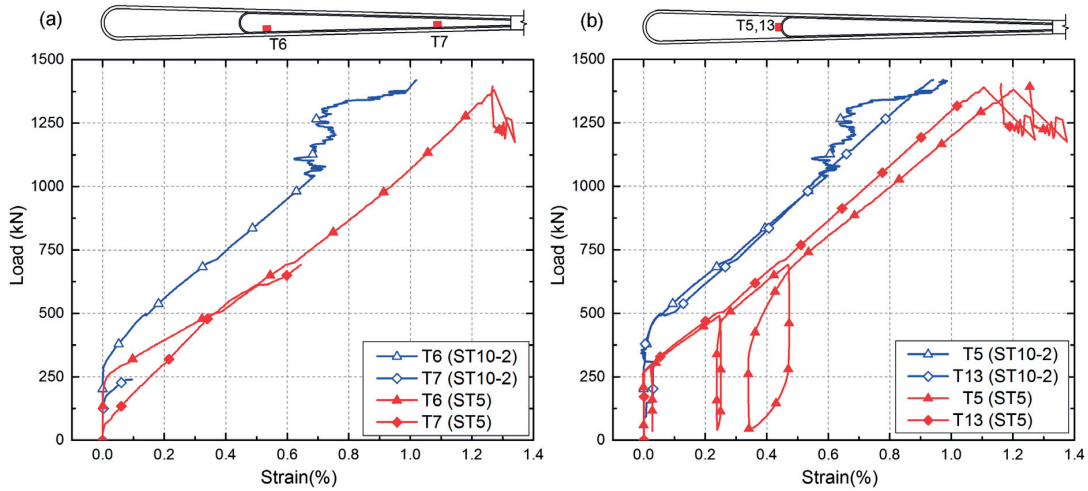 (a)
T6
T7
1500
1250
1000
750
500
250
0
Load (kN)
0.0 0.2 0.4 0.6 0.8 1.0 1.2 1.4
Strain(%)
T6 (ST10-2)
T7 (ST10-2)
T6 (ST5)
T7 (ST5)
(b)
T5,13
1500
1250
1000
750
500
250
0
Load (kN)
0.0 0.2 0.4 0.6 0.8 1.0 1.2 1.4
Strain(%)
T5 (ST10-2)
T13 (ST10-2)
T5 (ST5)
T13 (ST5)